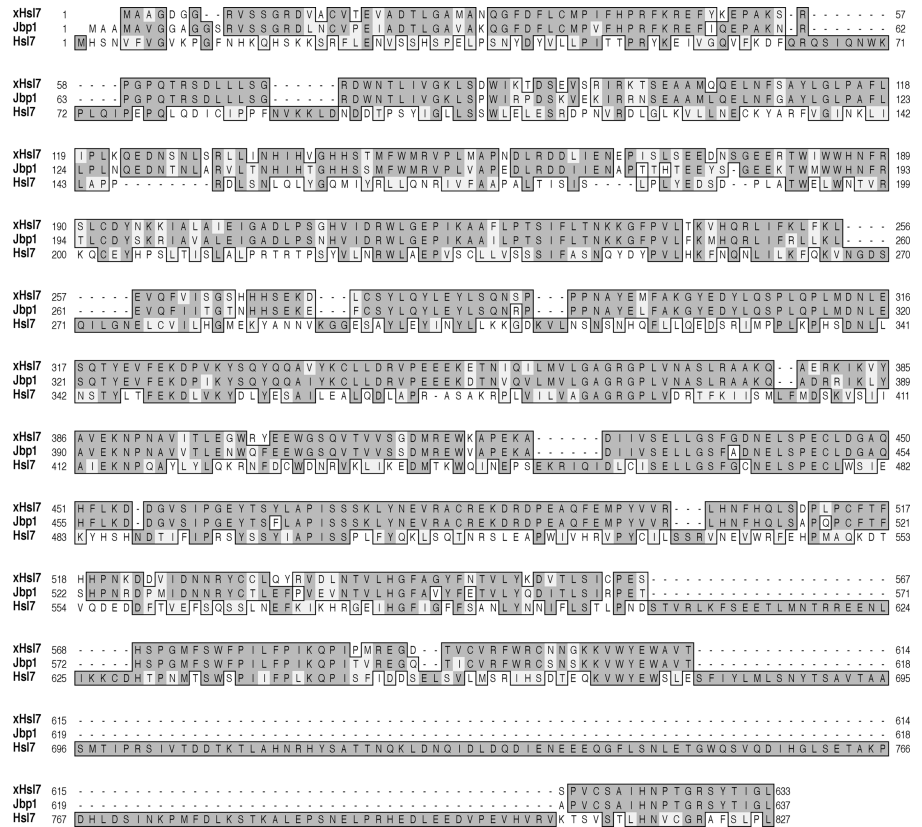 xHsl7 1 ----MAAGDGG--RVSSGRDVACVTEVADTLGAMANQGFDFLCMPIFHPRFKREFYKEPAKS-R------- 57
Jbp1 1 MAAMAVGGAGGSRVSSGRDLNCVPEIADTLGAVAKQGFDFLCMPVFHPRFKREFIQEPAKN-R------- 62
Hsl7 1 MHSNVFVGVKPGFNHKQHSKKSRFLENVSSHSPELPSNYDYVLLPITTPRYKEIVGQVFKDFQRQSIQNWK 71
xHsl7 58 ----PGPQTRSDLLLSG------RDWNTLIVGKLSDWIKTDSEVSRIRKTSEAAMQQELNFSAYLGLPAFL 118
Jbp1 63 ----PGPQTRSDLLLSG------RDWNTLIVGKLSPWIRPDSKVEKIRRNSEAAMLQELNFGAYLGLPAFL 123
Hsl7 72 PLQIPEPQLQDICIPPFNVKKLDNDDTPSYIGLLSSWLELESRDPNVRDLGLKVLLNECKYARFVGINKLI 142
xHsl7 119 IPLKQEDNSNLSRLLINHIHVGHHSTMFWMRVPLMAPNDLRDDLIENEPISLSEEDNSGEERTWIWWHNFR 189
Jbp1 124 LPLNQEDNTNLARVLTNHIHTGHHSSMFWMRVPLVAPEDLRDDIIENAPTTHTEEYS-GEEKTWMWWHNFR 193
Hsl7 143 LAPP-------RDLSNLQLYGQMIYRLLQNRIVFAAPALTISIS-----LPLYEDSD--PLATWELWNTVR 199
xHsl7 190 SLCDYNKKIALAIEIGADLPSGHVIDRWLGEPIKAAFLPTSIFLTNKKGFPVLTKVHQRLIFKLFKL---- 256
Jbp1 194 TLCDYSKRIAVALEIGADLPSNHVIDRWLGEPIKAAILPTSIFLTNKKGFPVLFKMHQRLIFRLLKL---- 260
Hsl7 200 KQCEYHPSLTISLALPRTRTPSYVLNRWLAEPVSCLLVSSSIFASNQYDYPVLHKFNQNLILKFQKVNGDS 270
xHsl7 257 -----EVQFVISGSHHHSEKD---LCSYLQYLEYLSQNSP---PPNAYEMFAKGYEDYLQSPLQPLMDNLE 316
Jbp1 261 -----EVQFIITGTNHHSEKE---FCSYLQYLEYLSQNRP---PPNAYELFAKGYEDYLQSPLQPLMDNLE 320
Hsl7 271 QILGNELCVILHGMEKYANNVKGGESAYLEYINYLLKKGDKVLNSNSNHQFLLQEDSRIMPPLKPHSDNLL 341
xHsl7 317 SQTYEVFEKDPVKYSQYQQAVYKCLLDRVPEEEKETNIQILMVLGAGRGPLVNASLRAAKQ--AERKIKVY 385
Jbp1 321 SQTYEVFEKDPIKYSQYQQAIYKCLLDRVPEEEKDTNVQVLMVLGAGRGPLVNASLRAAKQ--ADRRIKLY 389
Hsl7 342 NSTYLTFEKDLVKYDLYESAILEALQDLAPR-ASAKRPLVILVAGAGRGPLVDRTFKIISMLFMDSKVSII 411
xHsl7 386 AVEKNPNAVITLEGWRYEEWGSQVTVVSGDMREWKAPEKA------DIIVSELLGSFGDNELSPECLDGAQ 450
Jbp1 390 AVEKNPNAVVTLENWQFEEWGSQVTVVSSDMREWVAPEKA------DIIVSELLGSFADNELSPECLDGAQ 454
Hsl7 412 AIEKNPQAYLYLQKRNFDCWDNRVKLIKEDMTKWQINEPSEKRIQIDLCISELLGSFGCNELSPECLWSIE 482
xHsl7 451 HFLKD-DGVSIPGEYTSYLAPISSSKLYNEVRACREKDRDPEAQFEMPYVVR---LHNFHQLSDPLPCFTF 517
Jbp1 455 HFLKD-DGVSIPGEYTSFLAPISSSKLYNEVRACREKDRDPEAQFEMPYVVR---LHNFHQLSAPQPCFTF 521
Hsl7 483 KYHSHNDTIFIPRSYSSYIAPISSPLFYQKLSQTNRSLEAPWIVHRVPYCILSSRVNEVWRFEHPMAQKDT 553
xHsl7 518 HHPNKDDVIDNNRYCCLQYRVDLNTVLHGFAGYFNTVLYKDVTLSICPES--------------------- 567
Jbp1 522 SHPNRDPMIDNNRYCTLEFPVEVNTVLHGFAVYFETVLYQDITLSIRPET--------------------- 571
Hsl7 554 VQDEDDFTVEFSQSSLNEFKIKHRGEIHGFIGFFSANLYNNIFLSTLPNDSTVRLKFSEETLMNTRREENL 624
xHsl7 568 -----HSPGMFSWFPILFPIKQPIPMREGD--TVCVRFWRCNNGKKVWYEWAVT----------------- 614
Jbp1 572 -----HSPGMFSWFPILFPIKQPITVREGQ--TICVRFWRCSNSKKVWYEWAVT----------------- 618
Hsl7 625 IKKCDHTPNMTSWSPIIFPLKQPISFIDDSELSVLMSRIHSDTEQKVWYEWSLESFIYLMLSNYTSAVTAA 695
xHsl7 615 ----------------------------------------------------------------------- 614
Jbp1 619 ----------------------------------------------------------------------- 618
Hsl7 696 SMTIPRSIVTDDTKTLAHNRHYSATTNQKLDNQIDLDQDIENEEEQGFLSNLETGWQSVQDIHGLSETAKP 766
xHsl7 615 ------------------------------------------SPVCSAIHNPTGRSYTIGL 633
Jbp1 619 ------------------------------------------APVCSAIHNPTGRSYTIGL 637
Hsl7 767 DHLDSINKPMFDLKSTKALEPSNELPRHEDLEEDVPEVHVRVKTSVSTLHNVCGRAFSLPL 827